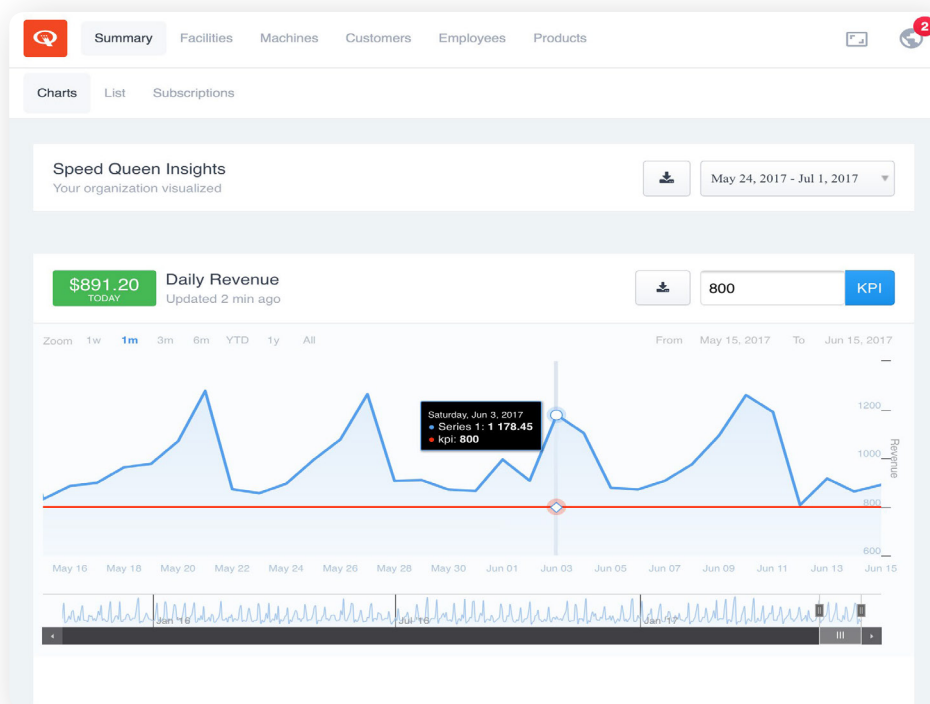 Summary Facilities Machines Customers Employees Products 2
Charts List Subscriptions
Speed Queen Insights
Your organization visualized
May 24, 2017 - Jul 1, 2017
$891.20
TODAY
Daily Revenue
Updated 2 min ago
800 KPI
Zoom 1w 1m 3m 6m YTD 1y All From May 15, 2017 To Jun 15, 2017
1200
1000
800
600
Revenue
Saturday, Jun 3, 2017
Series 1: 1 178.45
kpi: 800
May 16 May 18 May 20 May 22 May 24 May 26 May 28 May 30 Jun 01 Jun 03 Jun 05 Jun 07 Jun 09 Jun 11 Jun 13 Jun 15
Jan '16 Jul '16 Jan '17